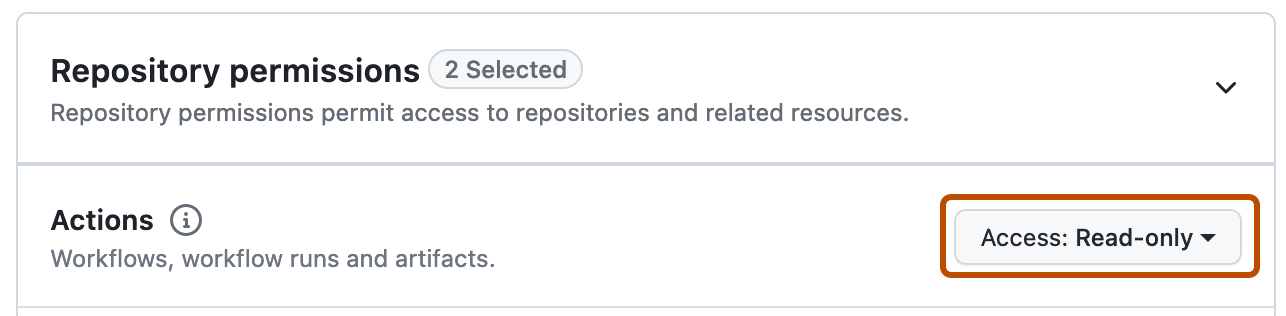 Repository permissions 2 Selected
Repository permissions permit access to repositories and related resources.
Actions
Access: Read-only
Workflows, workflow runs and artifacts.